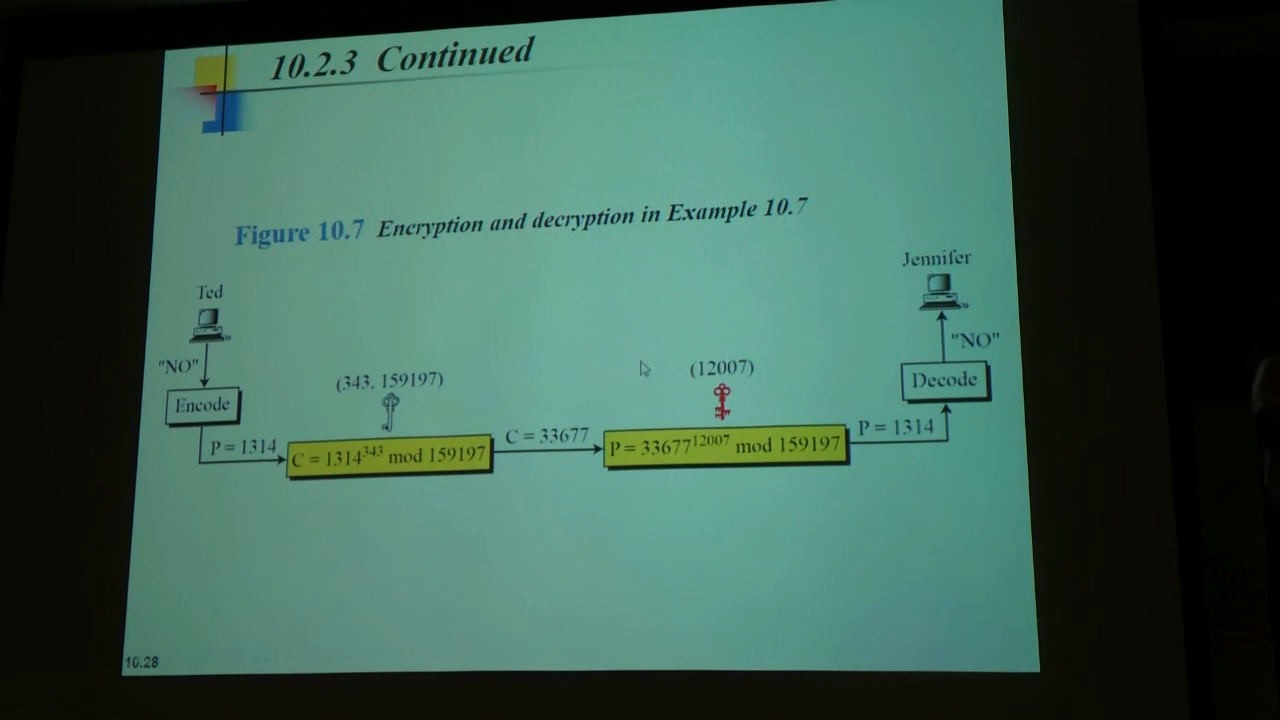 10.2.3 Continued
Figure 10.7 Encryption and decryption in Example 10.7
Ted
"NO"
Encode
P = 1314
(343, 159197)
C = 1314³⁴³ mod 159197
C = 33677
(12007)
P = 33677¹²⁰⁰⁷ mod 159197
P = 1314
Decode
"NO"
Jennifer
10.28